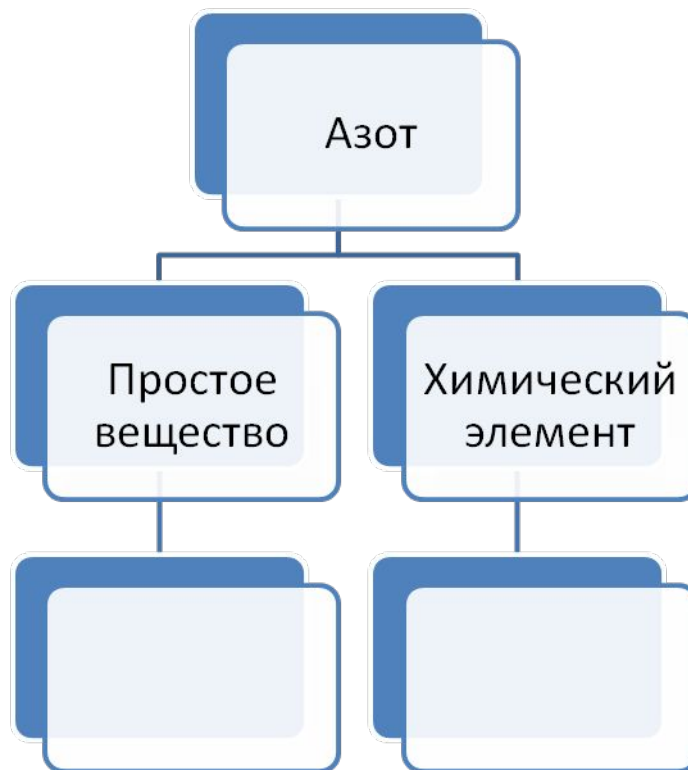 Азот
Простое
вещество
Химический
элемент